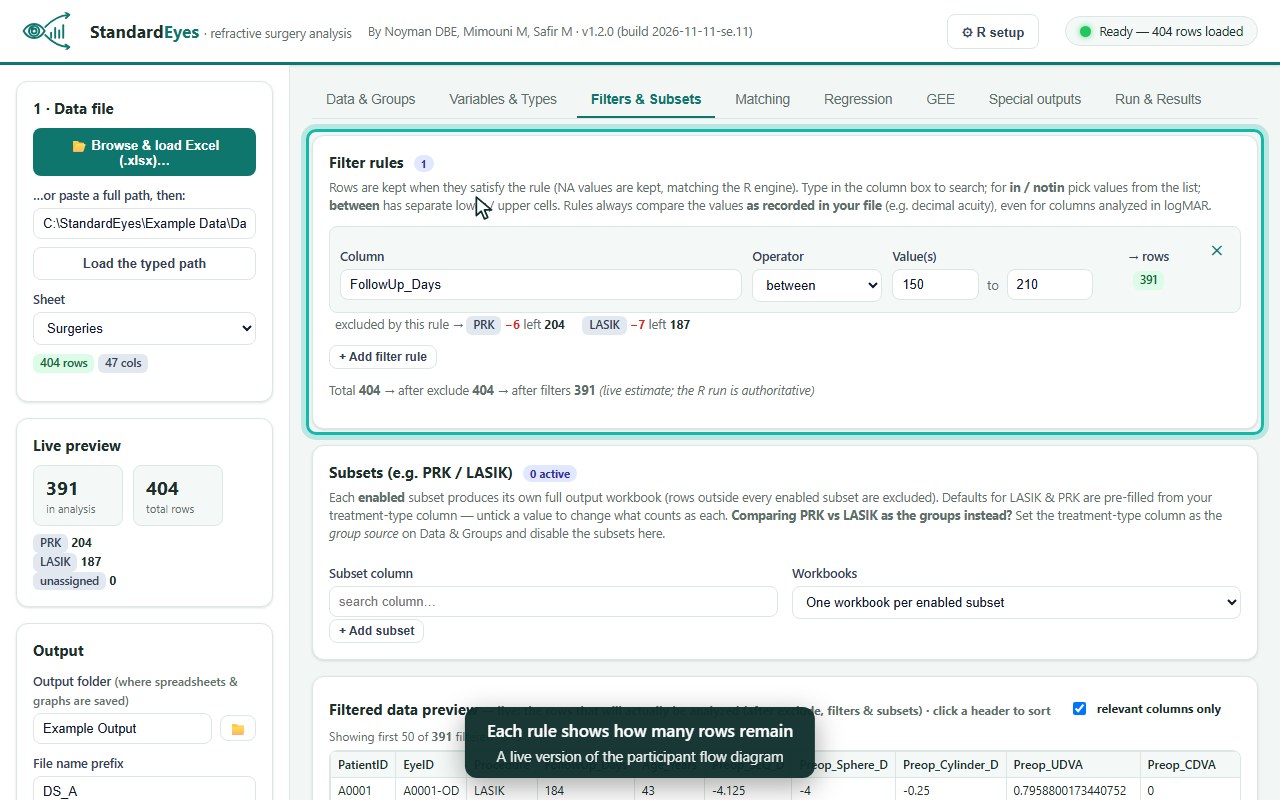 StandardEyes · refractive surgery analysis By Noyman DBE, Mimouni M, Safir M · v1.2.0 (build 2026-11-11-se.11) R setup Ready — 404 rows loaded
1 · Data file
Browse & load Excel
(.xlsx)…
…or paste a full path, then:
C:\StandardEyes\Example Data\Da
Load the typed path
Sheet
Surgeries
404 rows 47 cols
Live preview
391
in analysis
404
total rows
PRK 204
LASIK 187
unassigned 0
Output
Output folder (where spreadsheets &
graphs are saved)
Example Output
File name prefix
DS_A
Data & Groups Variables & Types Filters & Subsets Matching Regression GEE Special outputs Run & Results
Filter rules 1
Rows are kept when they satisfy the rule (NA values are kept, matching the R engine). Type in the column box to search; for in / notin pick values from the list;
between has separate low / upper cells. Rules always compare the values as recorded in your file (e.g. decimal acuity), even for columns analyzed in logMAR.
Column Operator Value(s) → rows ×
FollowUp_Days between 150 to 210 391
excluded by this rule → PRK −6 left 204 LASIK −7 left 187
+ Add filter rule
Total 404 → after exclude 404 → after filters 391 (live estimate; the R run is authoritative)
Subsets (e.g. PRK / LASIK) 0 active
Each enabled subset produces its own full output workbook (rows outside every enabled subset are excluded). Defaults for LASIK & PRK are pre-filled from your
treatment-type column — untick a value to change what counts as each. Comparing PRK vs LASIK as the groups instead? Set the treatment-type column as the
group source on Data & Groups and disable the subsets here.
Subset column Workbooks
search column… One workbook per enabled subset
+ Add subset
Filtered data preview — the rows that will actually be analyzed (after exclude, filters & subsets) · click a header to sort relevant columns only
Showing first 50 of 391
Each rule shows how many rows remain
A live version of the participant flow diagram
PatientID EyeID Preop_Sphere_D Preop_Cylinder_D Preop_UDVA Preop_CDVA
A0001 A0001-OD LASIK 184 43 -4.125 -4 -0.25 0.7958800173440752 0